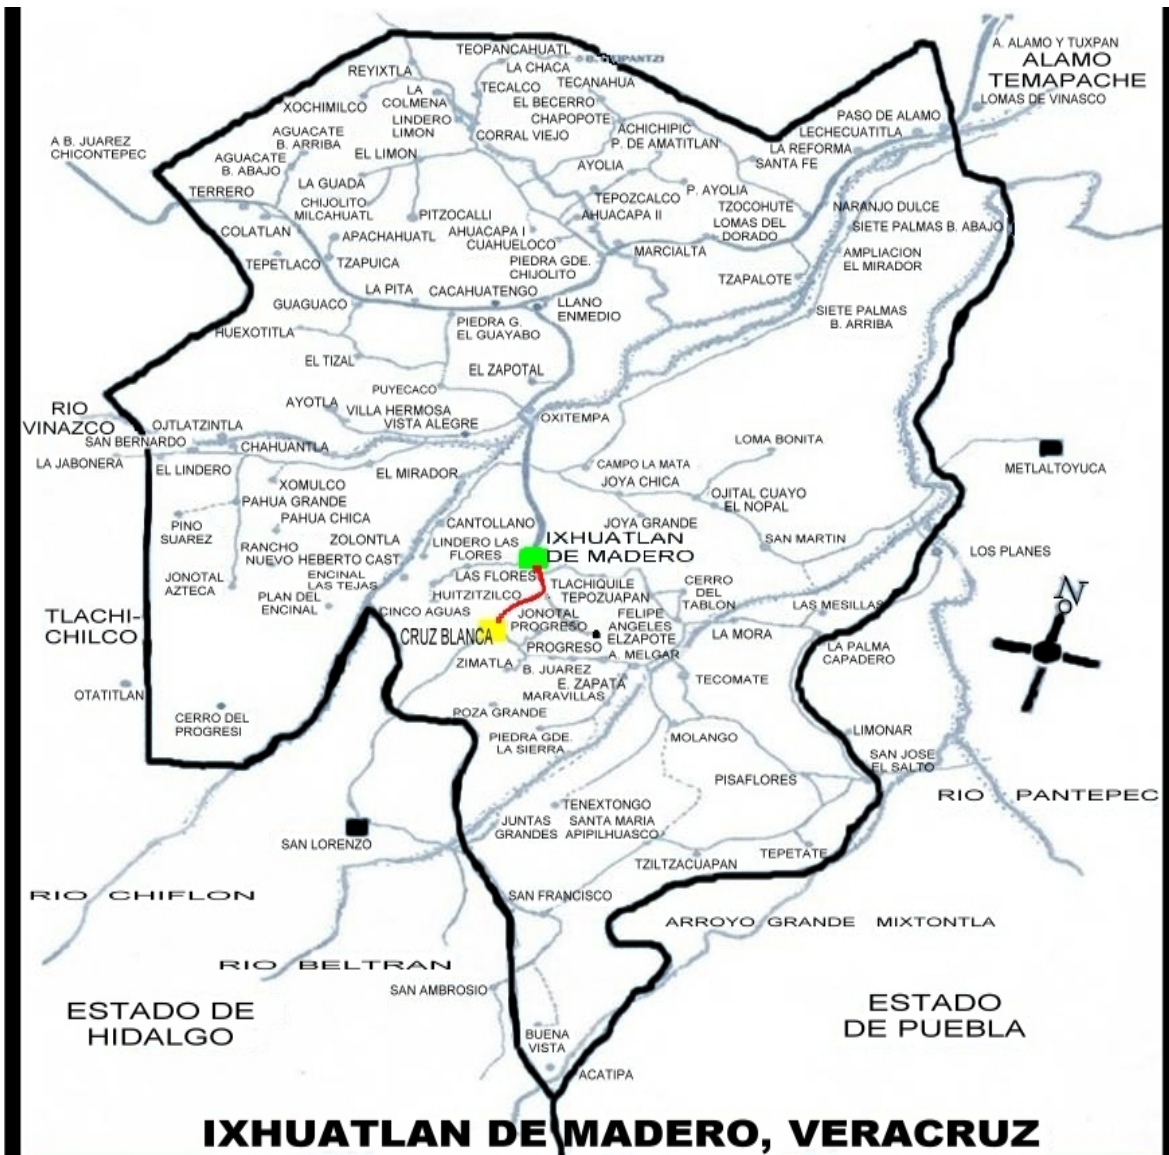 TEOPANCAHUATL
A. ALAMO Y TUXPAN
ALAMO
TEMAPACHE
REYIXTLA
LA CHACA
TECANAHUA
LA
COLMENA
TECALCO
EL BECERRO
LOMAS DE VINASCO
XOCHIMILCO
LINDERO
LIMON
CHAPOPOTE
PASO DE ALAMO
A B. JUAREZ
CHICONTEPEC
AGUACATE
B. ARRIBA
CORRAL VIEJO
ACHICHIPIC
P. DE AMATITLAN
LECHECUATITLA
LA REFORMA
AGUACATE
B. ABAJO
EL LIMON
AYOLIA
SANTA FE
TERRERO
LA GUADA
CHIJOLITO
MILCAHUATL
PITZOCALLI
TEPOZCALCO
P. AYOLIA
TZOCOHUTE
NARANJO DULCE
COLATLAN
APACHAHUATL
AHUACAPA I
AHUACAPA II
LOMAS DEL
DORADO
SIETE PALMAS B. ABAJO
CUAHUELOCO
TEPETLACO
TZAPUICA
PIEDRA GDE.
CHIJOLITO
MARCIALTA
AMPLIACION
EL MIRADOR
TZAPALOTE
LA PITA
CACAHUATENGO
GUAGUACO
LLANO
ENMEDIO
SIETE PALMAS
B. ARRIBA
HUEXOTITLA
PIEDRA G.
EL GUAYABO
EL TIZAL
EL ZAPOTAL
PUYECACO
AYOTLA
VILLA HERMOSA
VISTA ALEGRE
OXITEMPA
RIO
VINAZCO
OJTLATZINTLA
SAN BERNARDO
CHAHUANTLA
LOMA BONITA
LA JABONERA
EL LINDERO
EL MIRADOR
CAMPO LA MATA
METLALTOYUCA
XOMULCO
JOYA CHICA
PAHUA GRANDE
OJITAL CUAYO
EL NOPAL
PINO
SUAREZ
PAHUA CHICA
CANTOLLANO
JOYA GRANDE
RANCHO
NUEVO
ZOLONTLA
HEBERTO CAST.
LINDERO LAS
FLORES
IXHUATLAN
DE MADERO
SAN MARTIN
LOS PLANES
JONOTAL
AZTECA
ENCINAL
LAS TEJAS
LAS FLORES
TLACHIQUILE
TEPOZUAPAN
CERRO
DEL
TABLON
N
PLAN DEL
ENCINAL
HUITZITZILCO
CINCO AGUAS
JONOTAL
PROGRESO
FELIPE
ANGELES
ELZAPOTE
LAS MESILLAS
TLACHI-
CHILCO
CRUZ BLANCA
LA MORA
PROGRESO
A. MELGAR
LA PALMA
CAPADERO
ZIMATLA
B. JUAREZ
E. ZAPATA
TECOMATE
OTATITLAN
MARAVILLAS
CERRO DEL
PROGRESI
POZA GRANDE
PIEDRA GDE.
LA SIERRA
MOLANGO
LIMONAR
SAN JOSE
EL SALTO
PISAFLORES
RIO PANTEPEC
TENEXTONGO
JUNTAS
GRANDES
SANTA MARIA
APIPILHUASCO
SAN LORENZO
TZILTZACUAPAN
TEPETATE
RIO CHIFLON
SAN FRANCISCO
ARROYO GRANDE MIXTONTLA
RIO BELTRAN
SAN AMBROSIO
ESTADO DE
HIDALGO
ESTADO
DE PUEBLA
BUENA
VISTA
ACATIPA
IXHUATLAN DE MADERO, VERACRUZ